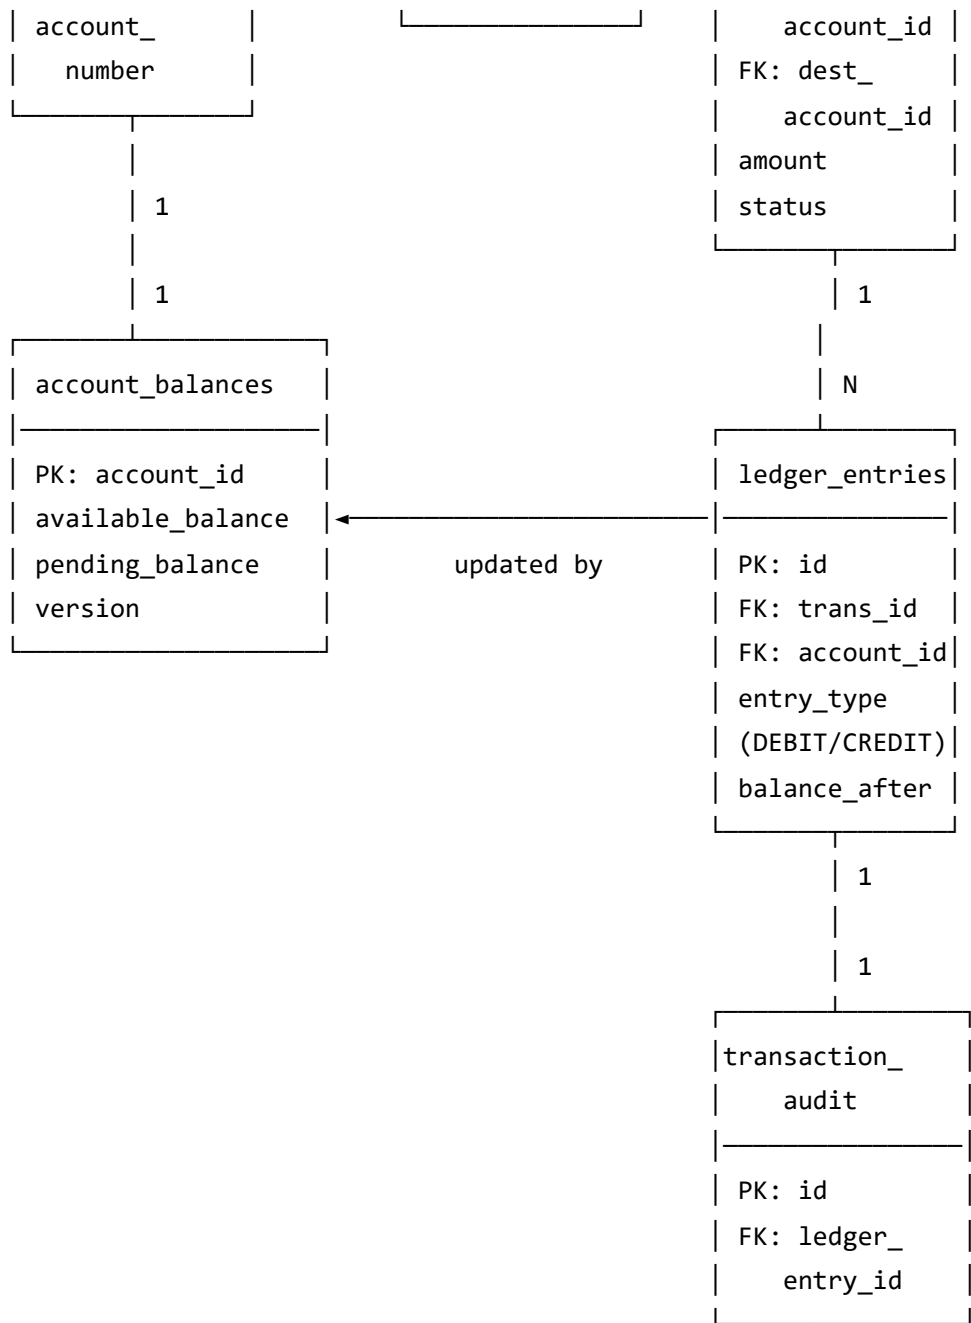 account_
number
account_id
FK: dest_
account_id
amount
status
1
1
1
N
account_balances
PK: account_id
available_balance
pending_balance
version
updated by
ledger_entries
PK: id
FK: trans_id
FK: account_id
entry_type
(DEBIT/CREDIT)
balance_after
1
1
transaction_
audit
PK: id
FK: ledger_
entry_id